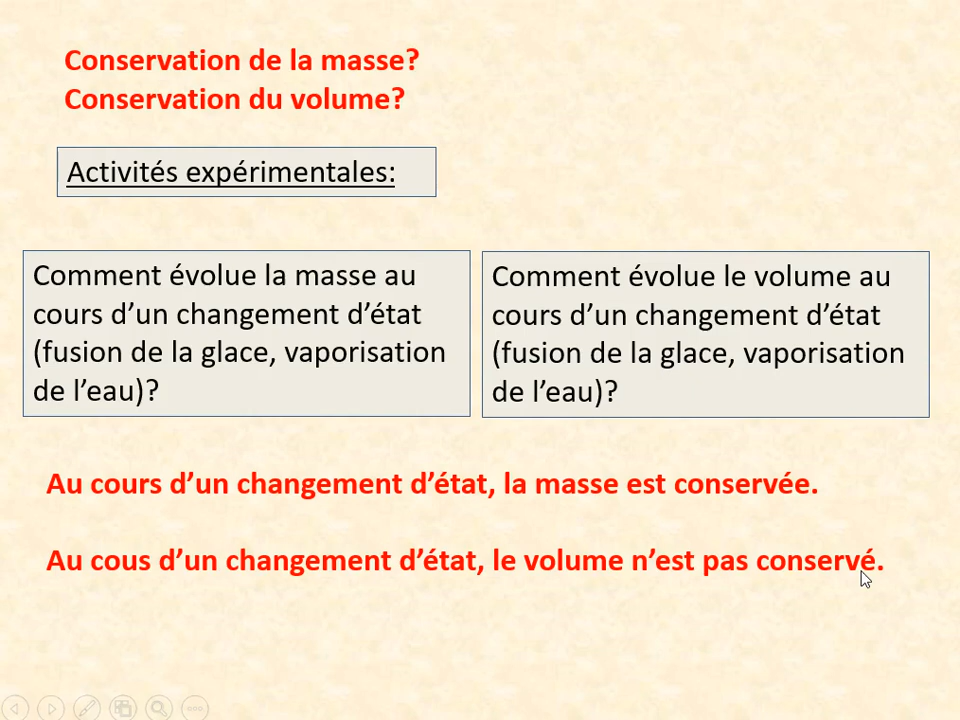 Conservation de la masse?
Conservation du volume?
Activités expérimentales:
Comment évolue la masse au
cours d’un changement d’état
(fusion de la glace, vaporisation
de l’eau)?
Comment évolue le volume au
cours d’un changement d’état
(fusion de la glace, vaporisation
de l’eau)?
Au cours d’un changement d’état, la masse est conservée.
Au cous d’un changement d’état, le volume n’est pas conservé.